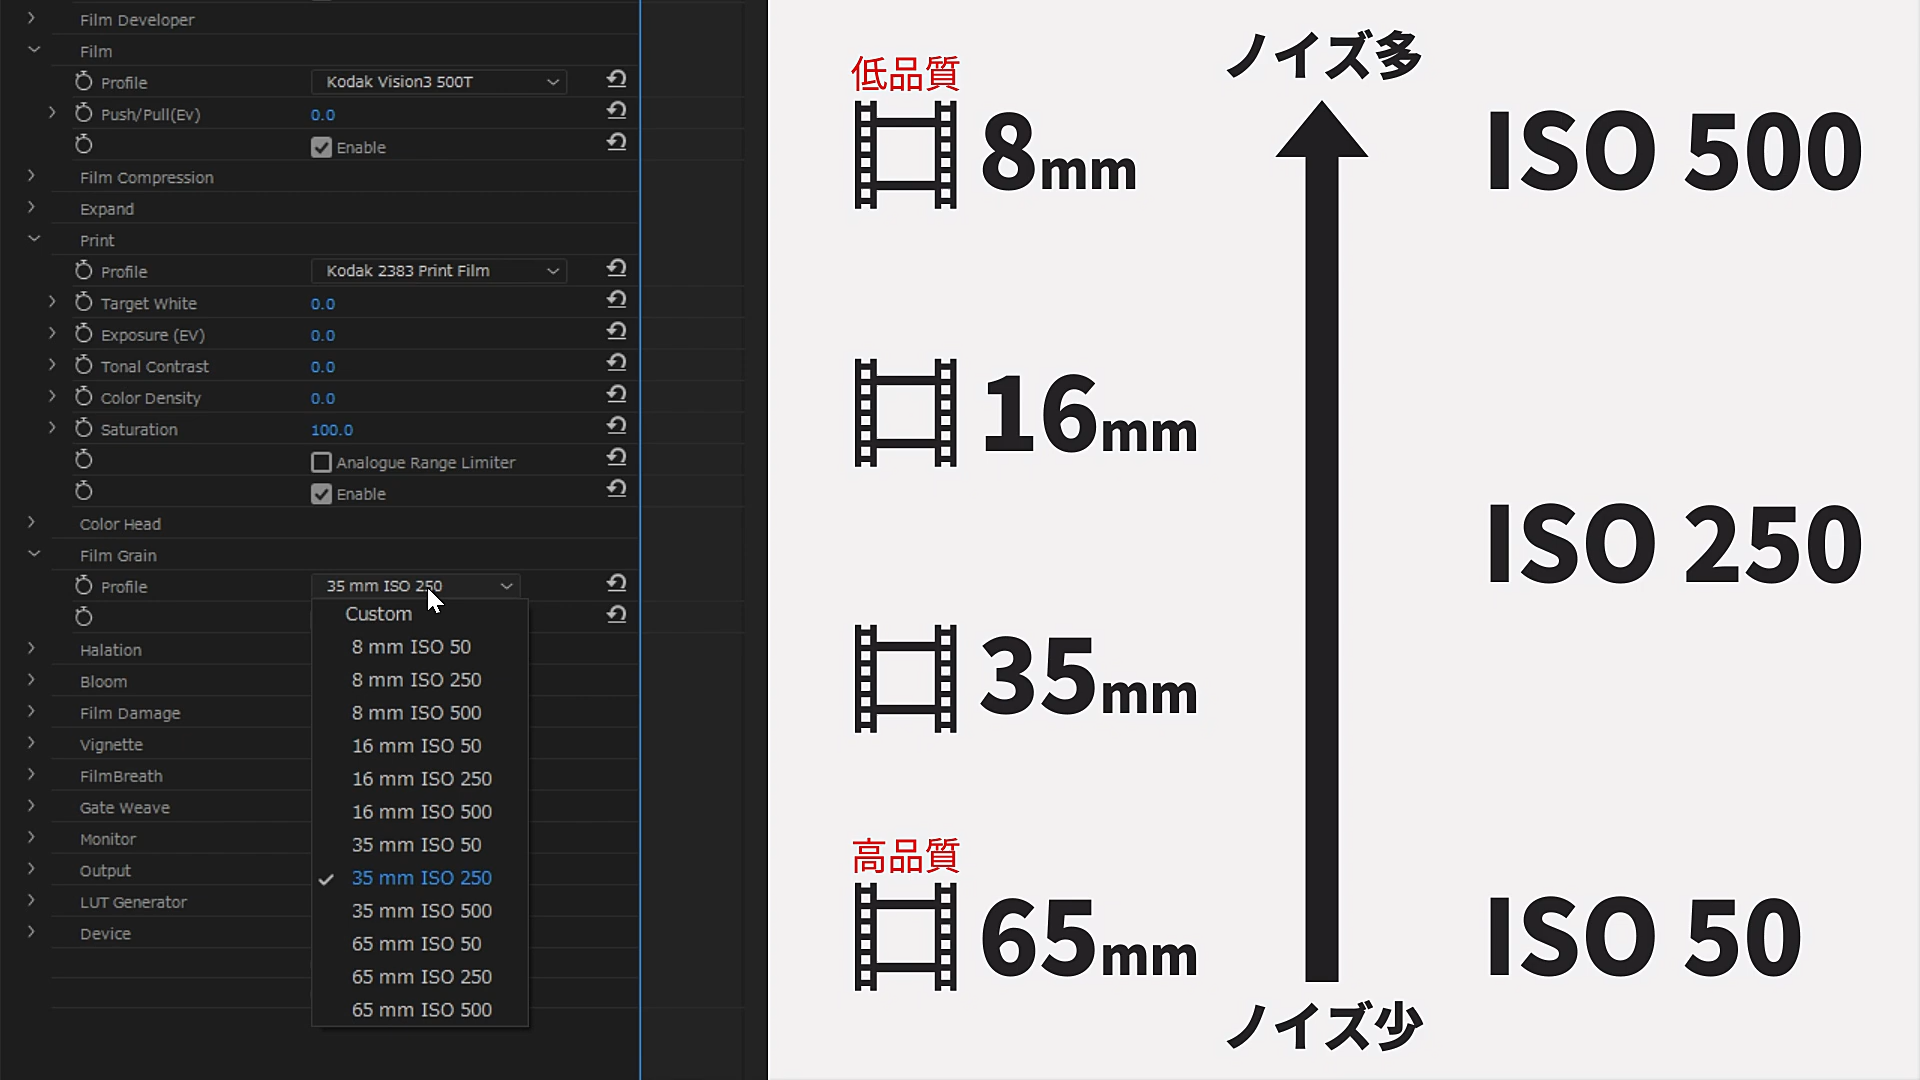 Film Developer
Film
Profile Kodak Vision3 500T
Push/Pull(Ev) 0.0
Enable
Film Compression
Expand
Print
Profile Kodak 2383 Print Film
Target White 0.0
Exposure (EV) 0.0
Tonal Contrast 0.0
Color Density 0.0
Saturation 100.0
Analogue Range Limiter
Enable
Color Head
Film Grain
Profile 35 mm ISO 250
Custom
8 mm ISO 50
8 mm ISO 250
8 mm ISO 500
16 mm ISO 50
16 mm ISO 250
16 mm ISO 500
35 mm ISO 50
35 mm ISO 250
35 mm ISO 500
65 mm ISO 50
65 mm ISO 250
65 mm ISO 500
Halation
Bloom
Film Damage
Vignette
FilmBreath
Gate Weave
Monitor
Output
LUT Generator
Device
ノイズ多
低品質
8mm
ISO 500
16mm
ISO 250
35mm
高品質
65mm
ISO 50
ノイズ少